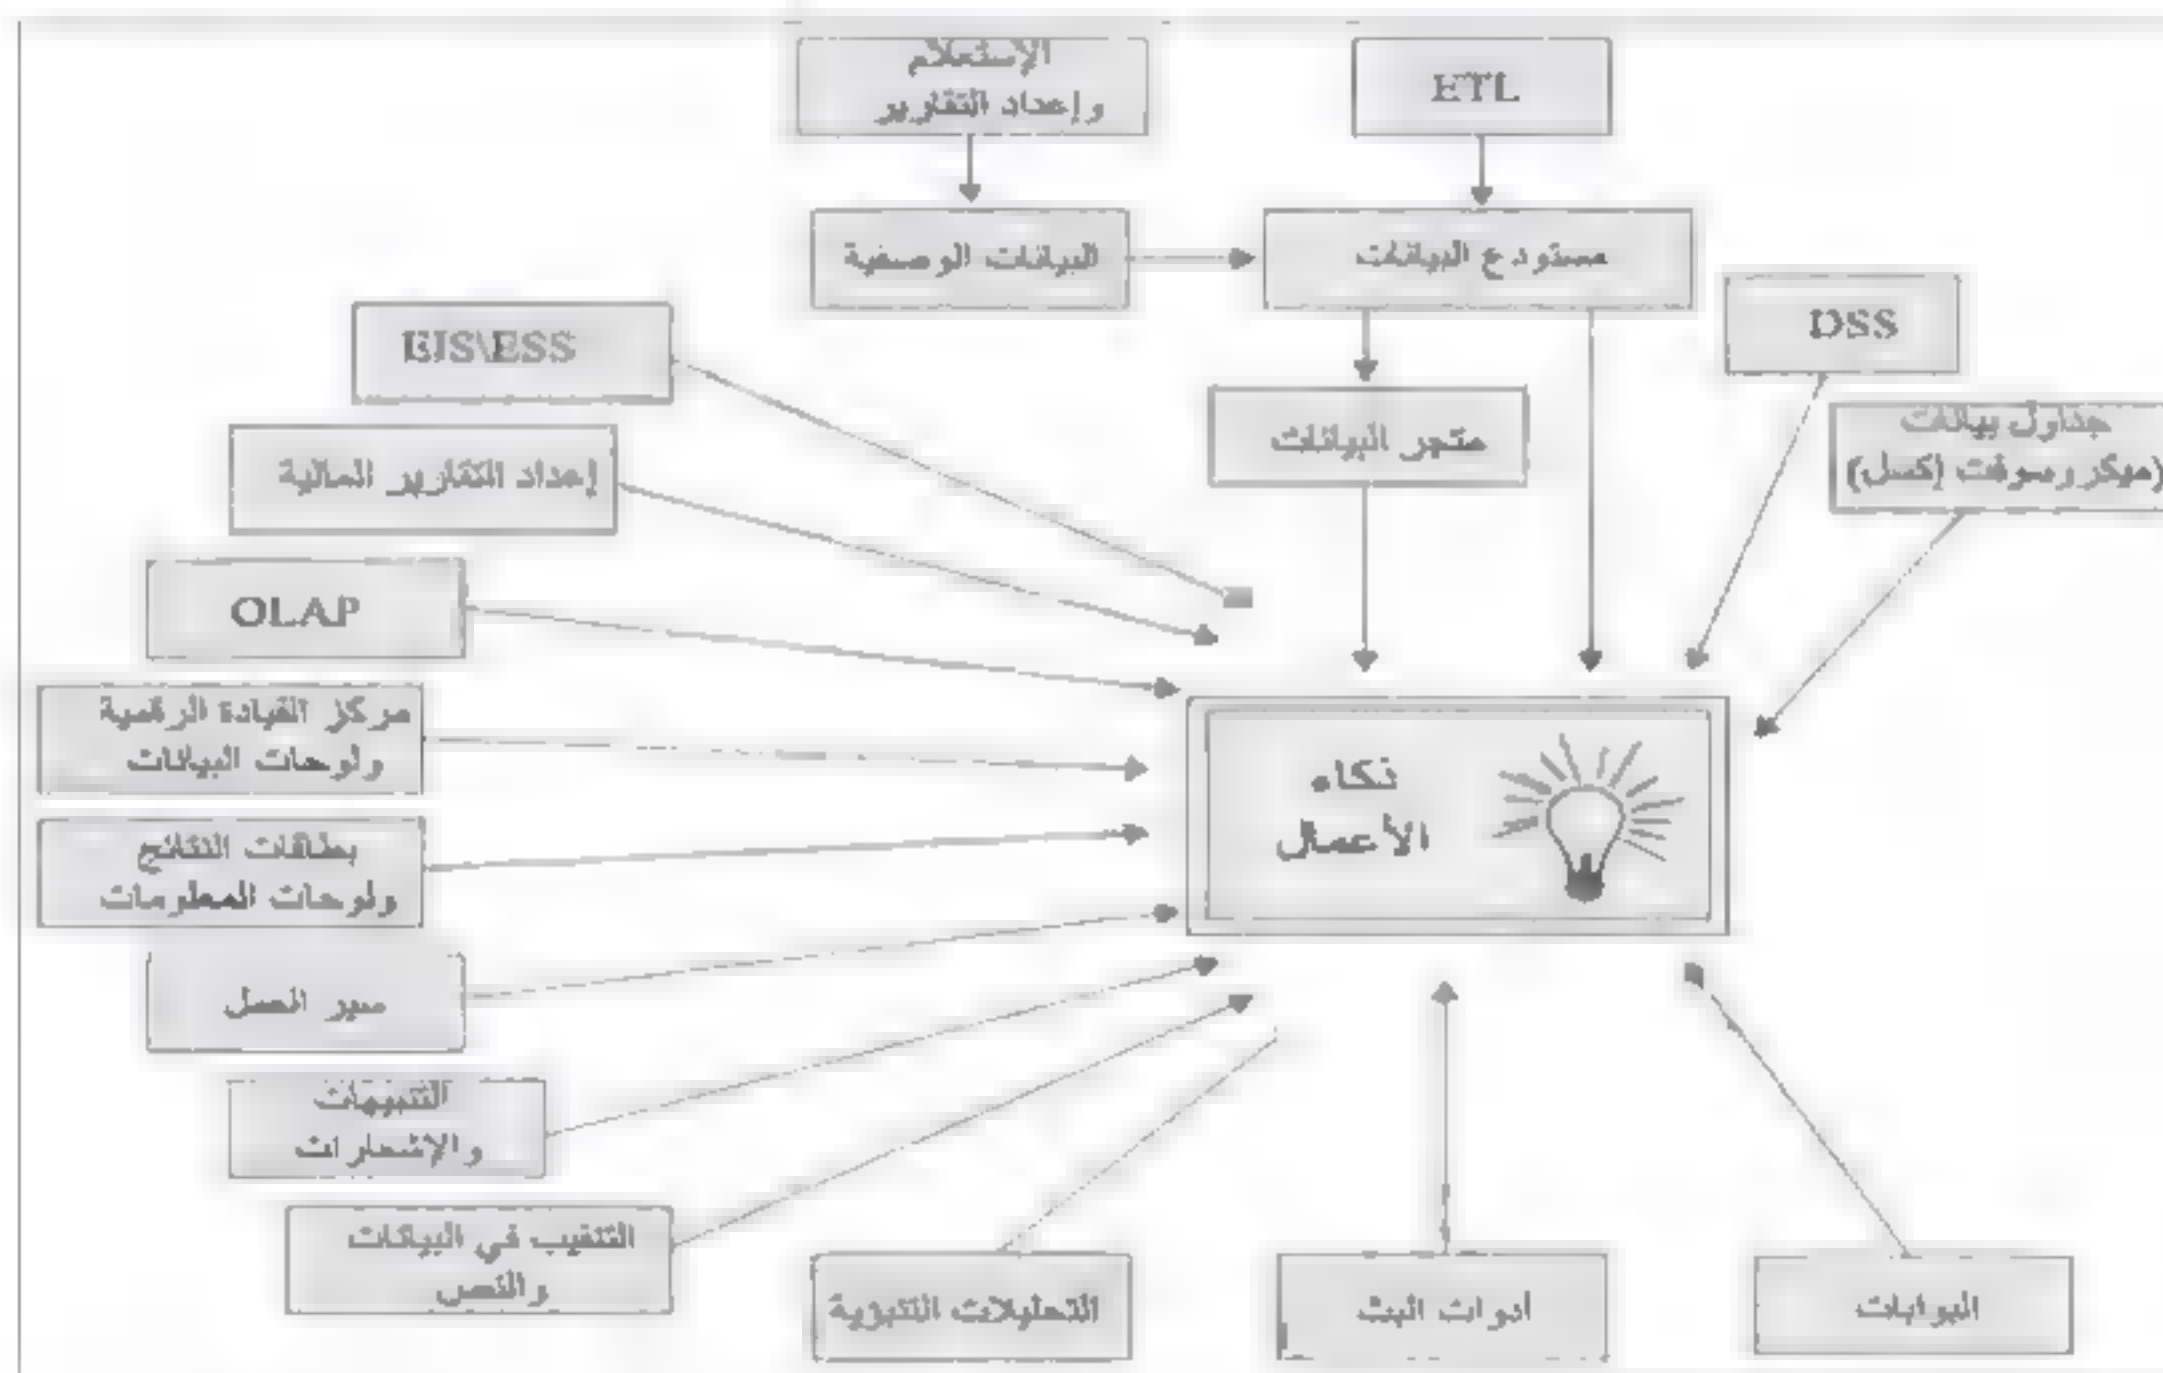 الإستعلام
وإعداد التقارير
ETL
البيانات الوصفية
مستودع البيانات
DSS
EIS\ESS
جداول بيانات
(ميكروسوفت إكسل)
متجر البيانات
إعداد التقارير المالية
OLAP
مركز القيادة الرقمية
ولوحات البيانات
ذكاء
الأعمال
بطاقات النتائج
ولوحات المعلومات
سير العمل
التنبيهات
والإشعارات
التنقيب في البيانات
والنص
التحليلات التنبؤية
أدوات البث
البوابات